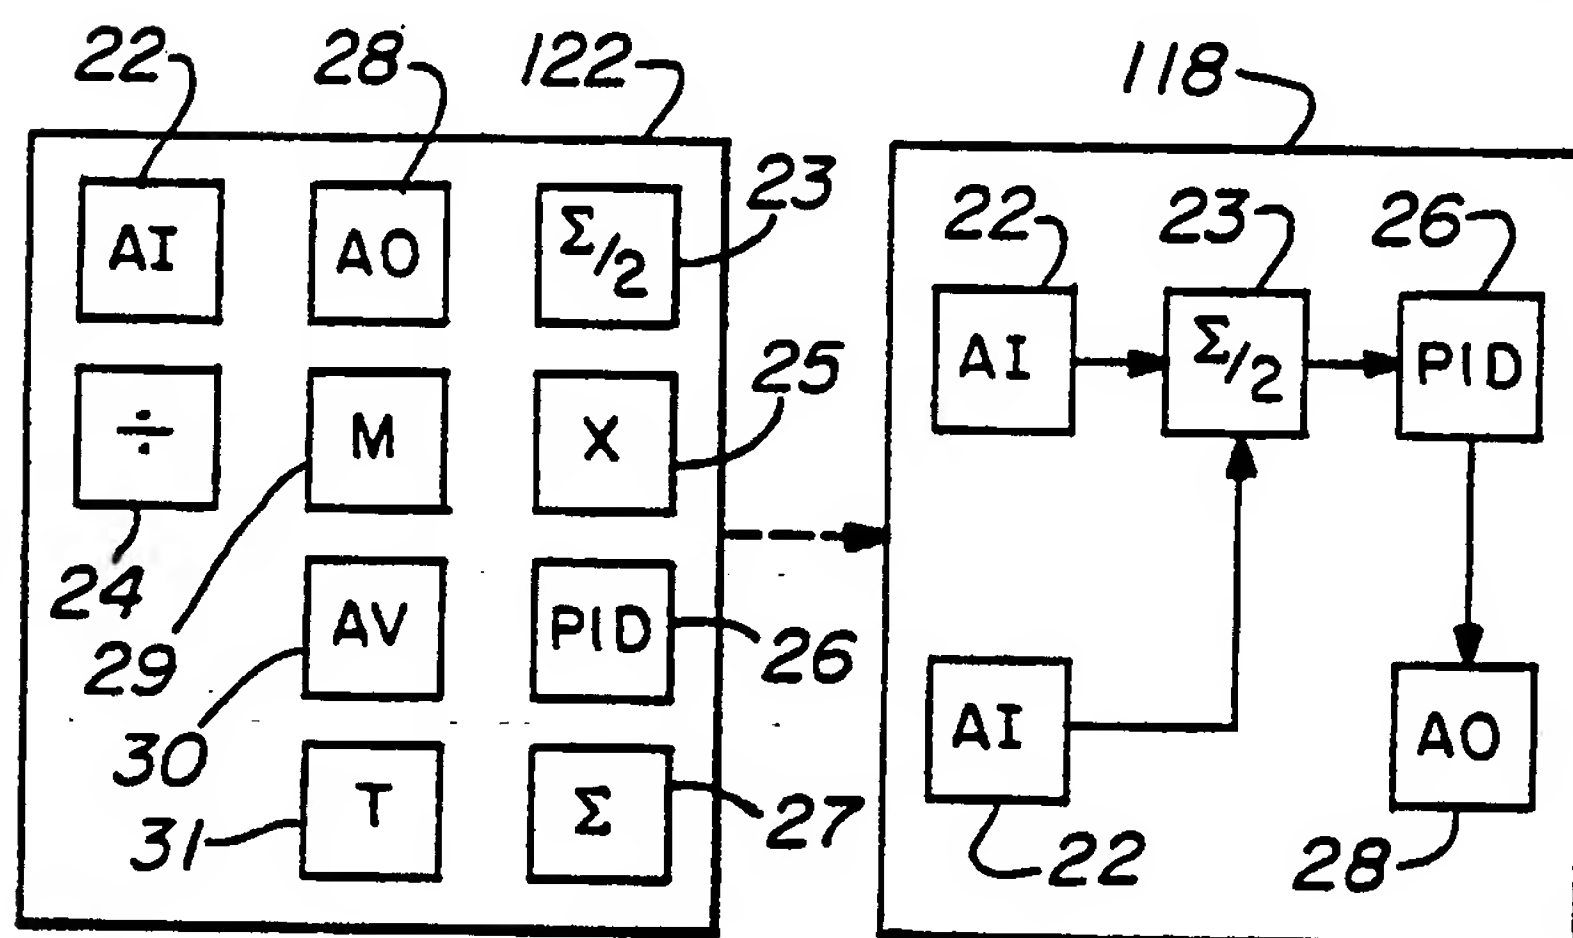 22 28 122 118
AI AO Σ/2 23
22 23 26
÷ M X 25
AI Σ/2 PID
24
29 AV PID 26
30
AI AO
31 T Σ 27
22 28